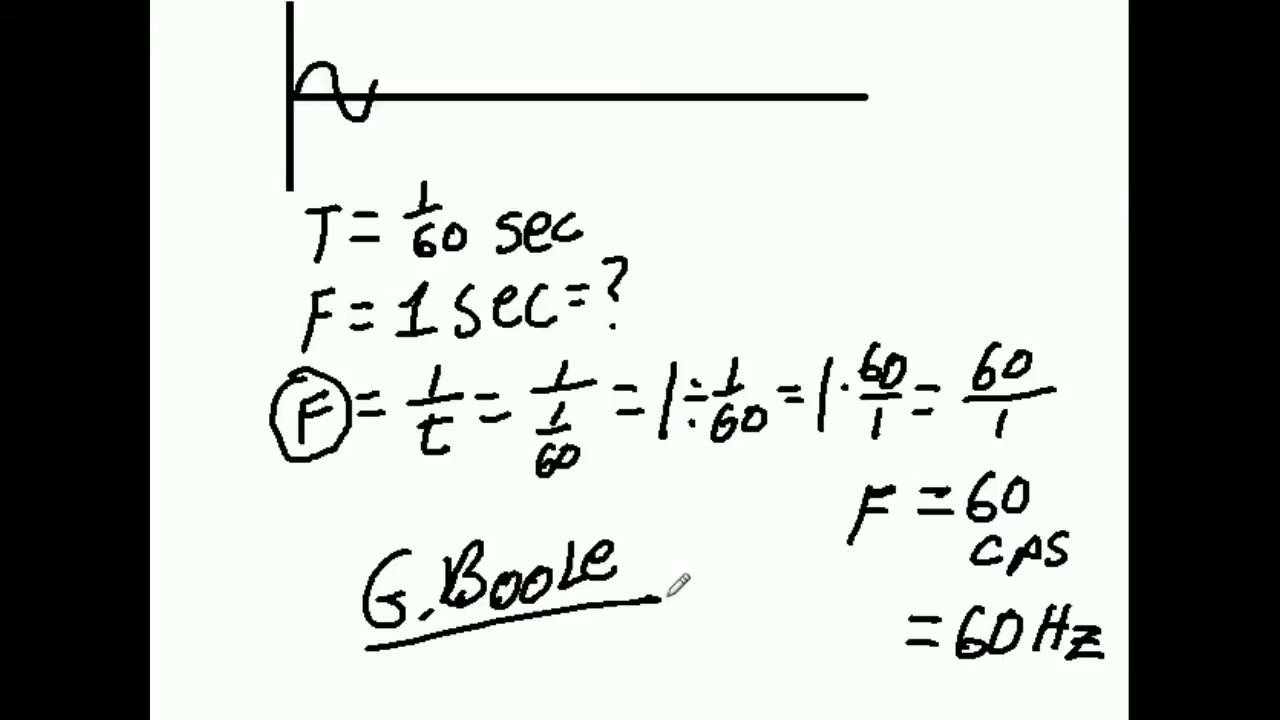 T = 1/60 sec
F = 1 sec = ?
F = 1/t = 1/(1/60) = 1 ÷ 1/60 = 1 · 60/1 = 60/1
F = 60
CPS
= 60 Hz
G. Boole